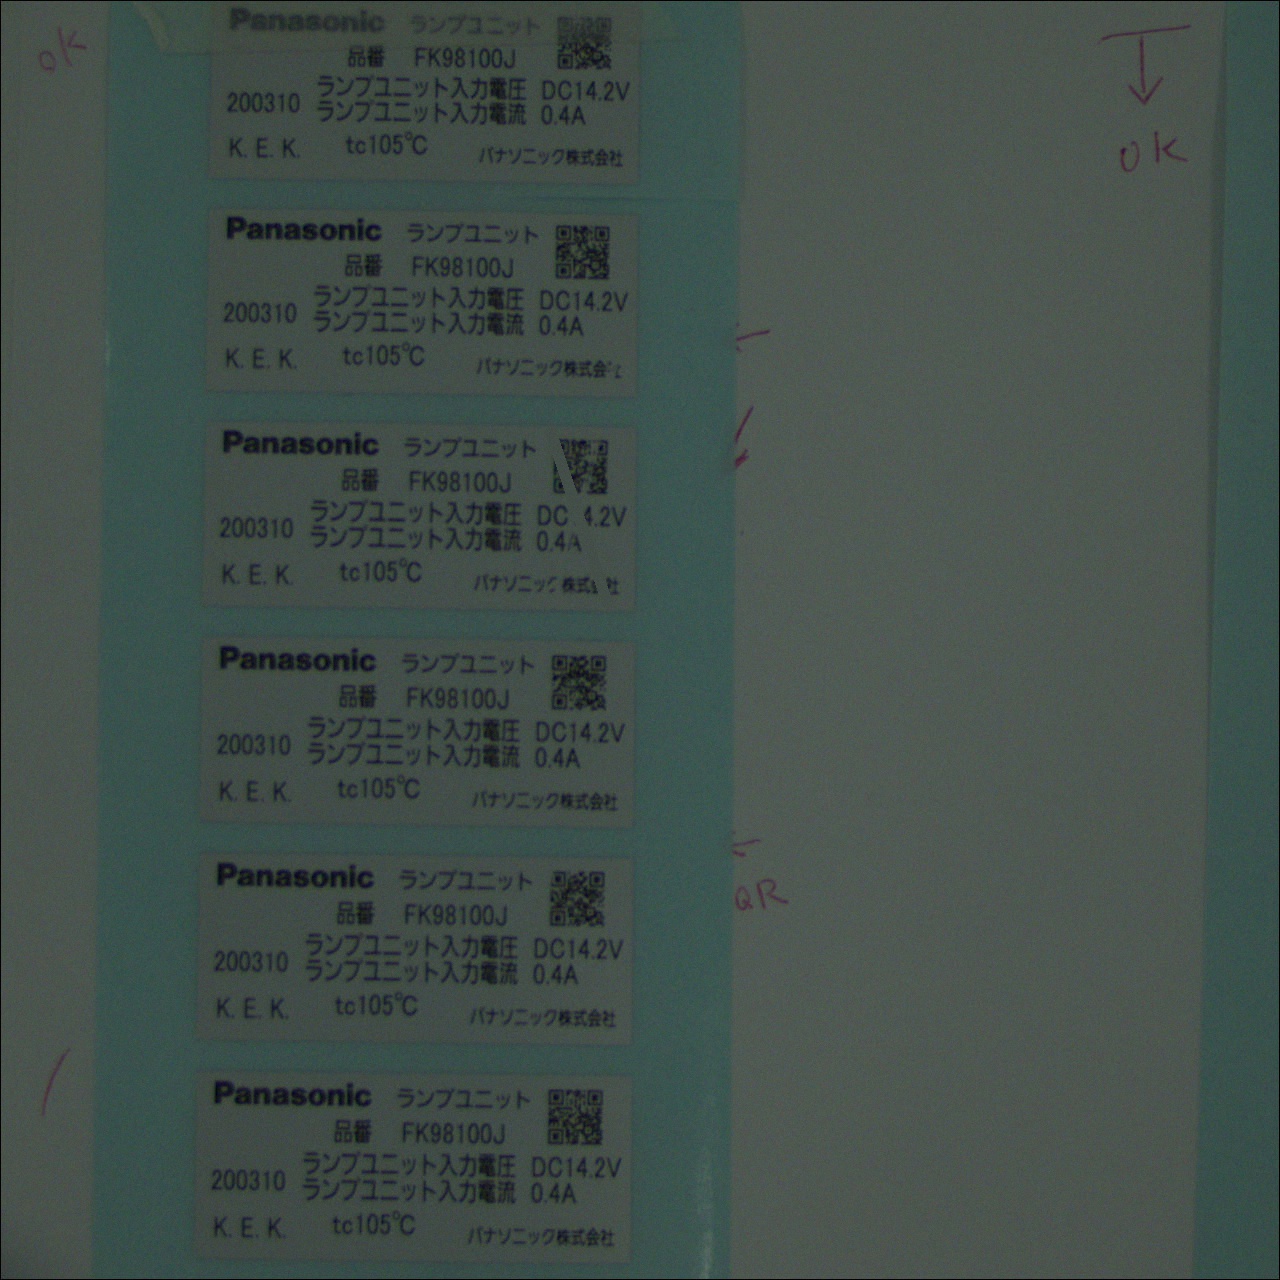 ok
Panasonic ランプユニット
品番 FK98100J
200310 ランプユニット入力電圧 DC14.2V
ランプユニット入力電流 0.4A
K. E. K. tc105℃ パナソニック株式会社
OK
Panasonic ランプユニット
品番 FK98100J
200310 ランプユニット入力電圧 DC14.2V
ランプユニット入力電流 0.4A
K. E. K. tc105℃ パナソニック株式会
Panasonic ランプユニット
品番 FK98100J
200310 ランプユニット入力電圧 DC 4.2V
ランプユニット入力電流 0.4A
K. E. K. tc105℃ パナソニック株式 社
Panasonic ランプユニット
品番 FK98100J
200310 ランプユニット入力電圧 DC14.2V
ランプユニット入力電流 0.4A
K. E. K. tc105℃ パナソニック株式会社
Panasonic ランプユニット
品番 FK98100J
QR
200310 ランプユニット入力電圧 DC14.2V
ランプユニット入力電流 0.4A
K. E. K. tc105℃ パナソニック株式会社
Panasonic ランプユニット
品番 FK98100J
200310 ランプユニット入力電圧 DC14.2V
ランプユニット入力電流 0.4A
K. E. K. tc105℃ パナソニック株式会社